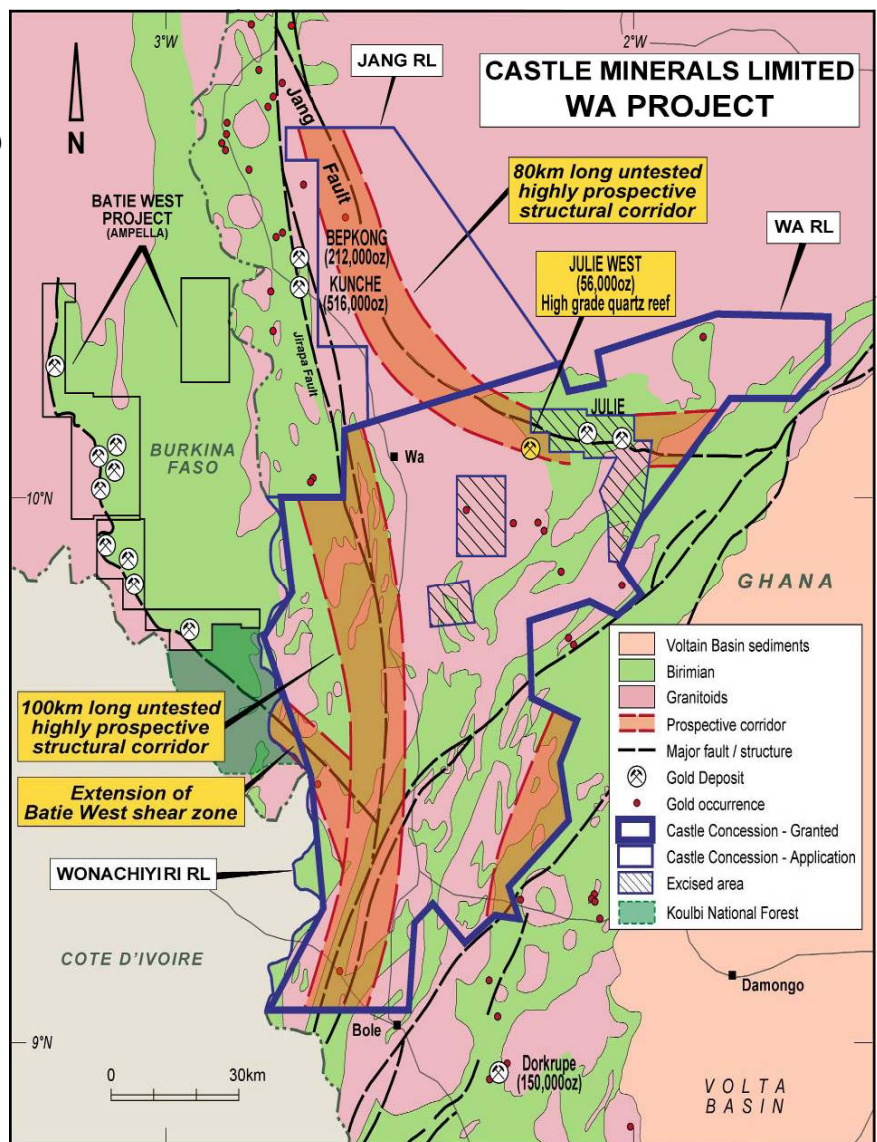 3°W
2°W
JANG RL
CASTLE MINERALS LIMITED
WA PROJECT
N
Jang
Fault
80km long untested
highly prospective
structural corridor
WA RL
BATIE WEST
PROJECT
(AMPELLA)
BEPKONG
(212,000oz)
KUNCHE
(516,000oz)
JULIE WEST
(56,000oz)
High grade quartz reef
Jirapa Fault
JULIE
BURKINA
FASO
Wa
10°N
10°N
GHANA
Voltain Basin sediments
Birimian
Granitoids
Prospective corridor
Major fault / structure
Gold Deposit
Gold occurrence
Castle Concession - Granted
Castle Concession - Application
Excised area
Koulbi National Forest
100km long untested
highly prospective
structural corridor
Extension of
Batie West shear zone
WONACHIYIRI RL
COTE D'IVOIRE
Damongo
Bole
9°N
9°N
0
30km
Dorkrupe
(150,000oz)
VOLTA
BASIN